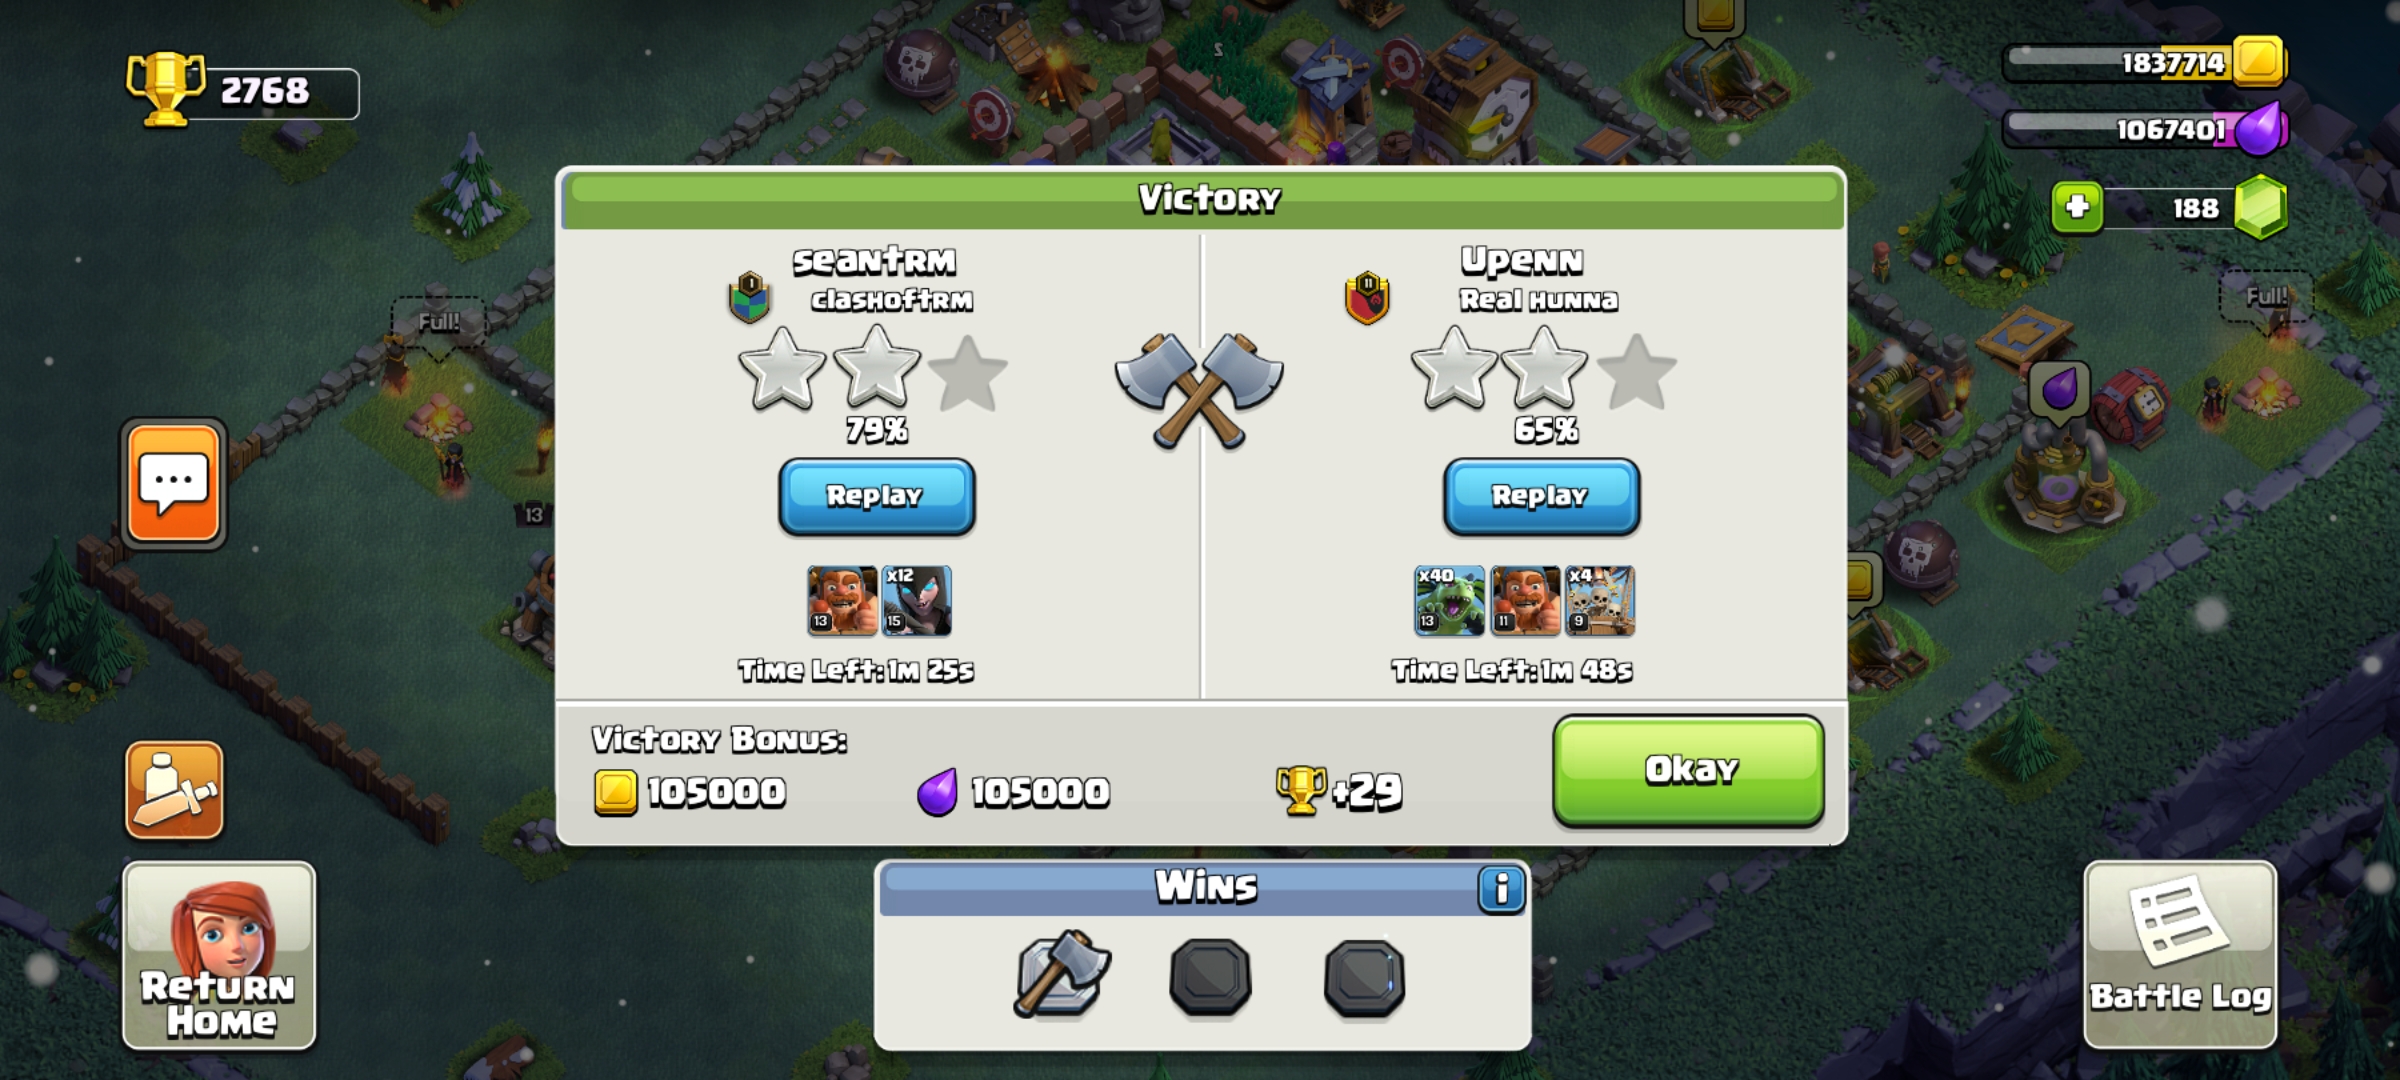 2768
1837714
1067401
188
Full!
Full!
13
Victory
seantrm
clashoftrm
1
79%
Replay
13
x12
15
Time Left: 1m 25s
Upenn
Real hunna
11
65%
Replay
x40
13
11
x4
9
Time Left: 1m 48s
Victory Bonus:
105000
105000
+29
Okay
Wins
i
Return
Home
Battle Log